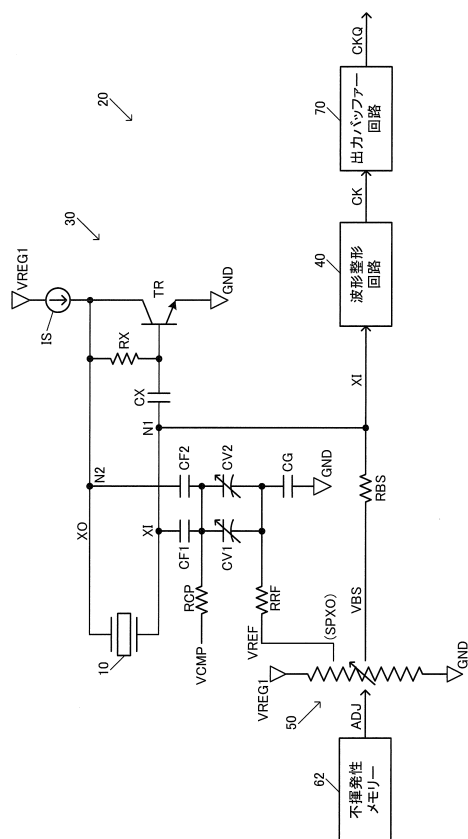 20
30
VREG1
IS
TR
GND
RX
CX
N1
N2
XO
XI
CF1
CF2
CV1
CV2
CG
GND
RCP
VCMP
RRF
VREF
10
(SPXO)
VREG1
50
VBS
RBS
GND
ADJ
62
不揮発性
メモリー
XI
40
波形整形
回路
CK
70
出力バッファー
回路
CKQ